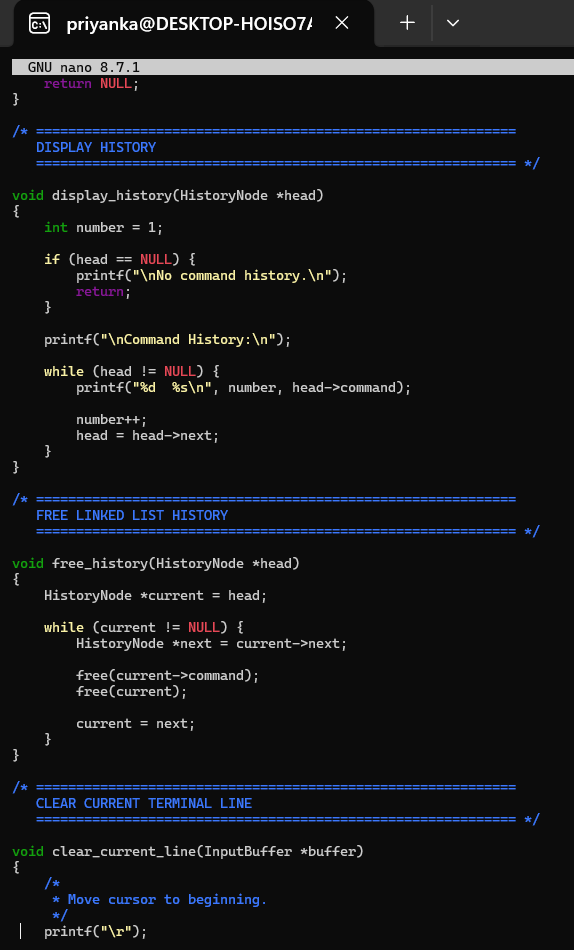 priyanka@DESKTOP-HOISO7
GNU nano 8.7.1
    return NULL;
}

/* ============================================================
   DISPLAY HISTORY
   ============================================================ */

void display_history(HistoryNode *head)
{
    int number = 1;

    if (head == NULL) {
        printf("\nNo command history.\n");
        return;
    }

    printf("\nCommand History:\n");

    while (head != NULL) {
        printf("%d  %s\n", number, head->command);

        number++;
        head = head->next;
    }
}

/* ============================================================
   FREE LINKED LIST HISTORY
   ============================================================ */

void free_history(HistoryNode *head)
{
    HistoryNode *current = head;

    while (current != NULL) {
        HistoryNode *next = current->next;

        free(current->command);
        free(current);

        current = next;
    }
}

/* ============================================================
   CLEAR CURRENT TERMINAL LINE
   ============================================================ */

void clear_current_line(InputBuffer *buffer)
{
    /*
     * Move cursor to beginning.
     */
    printf("\r");